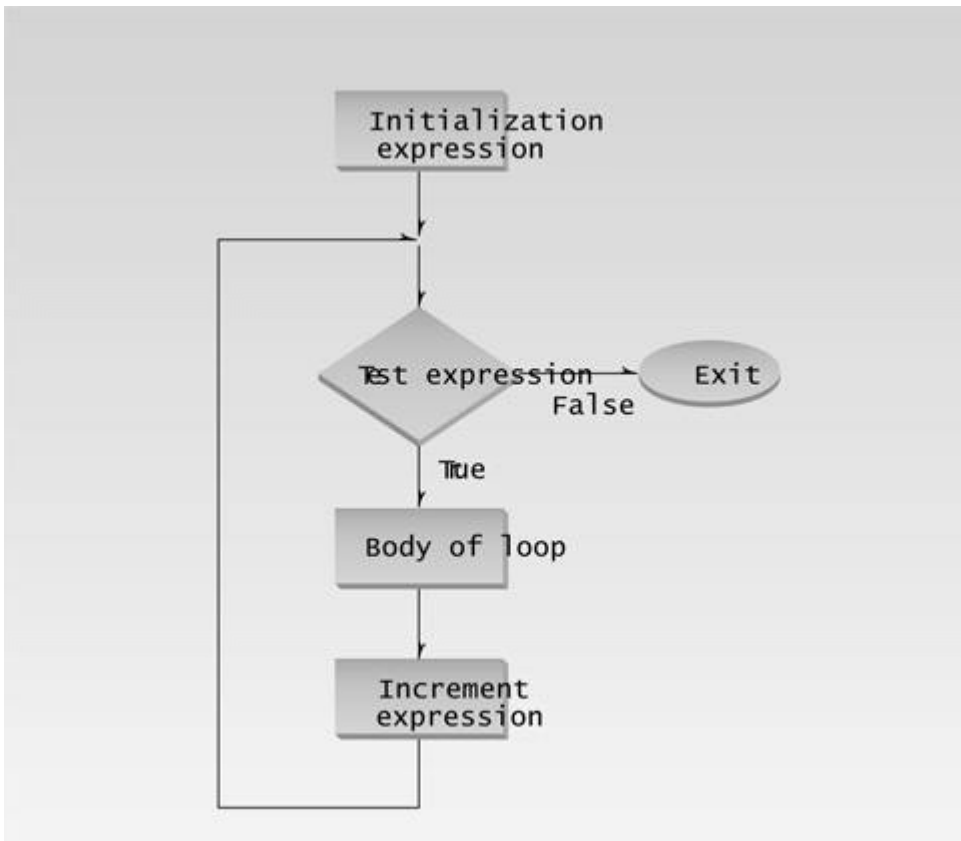 Initialization
expression
Test expression
Exit
False
True
Body of loop
Increment
expression